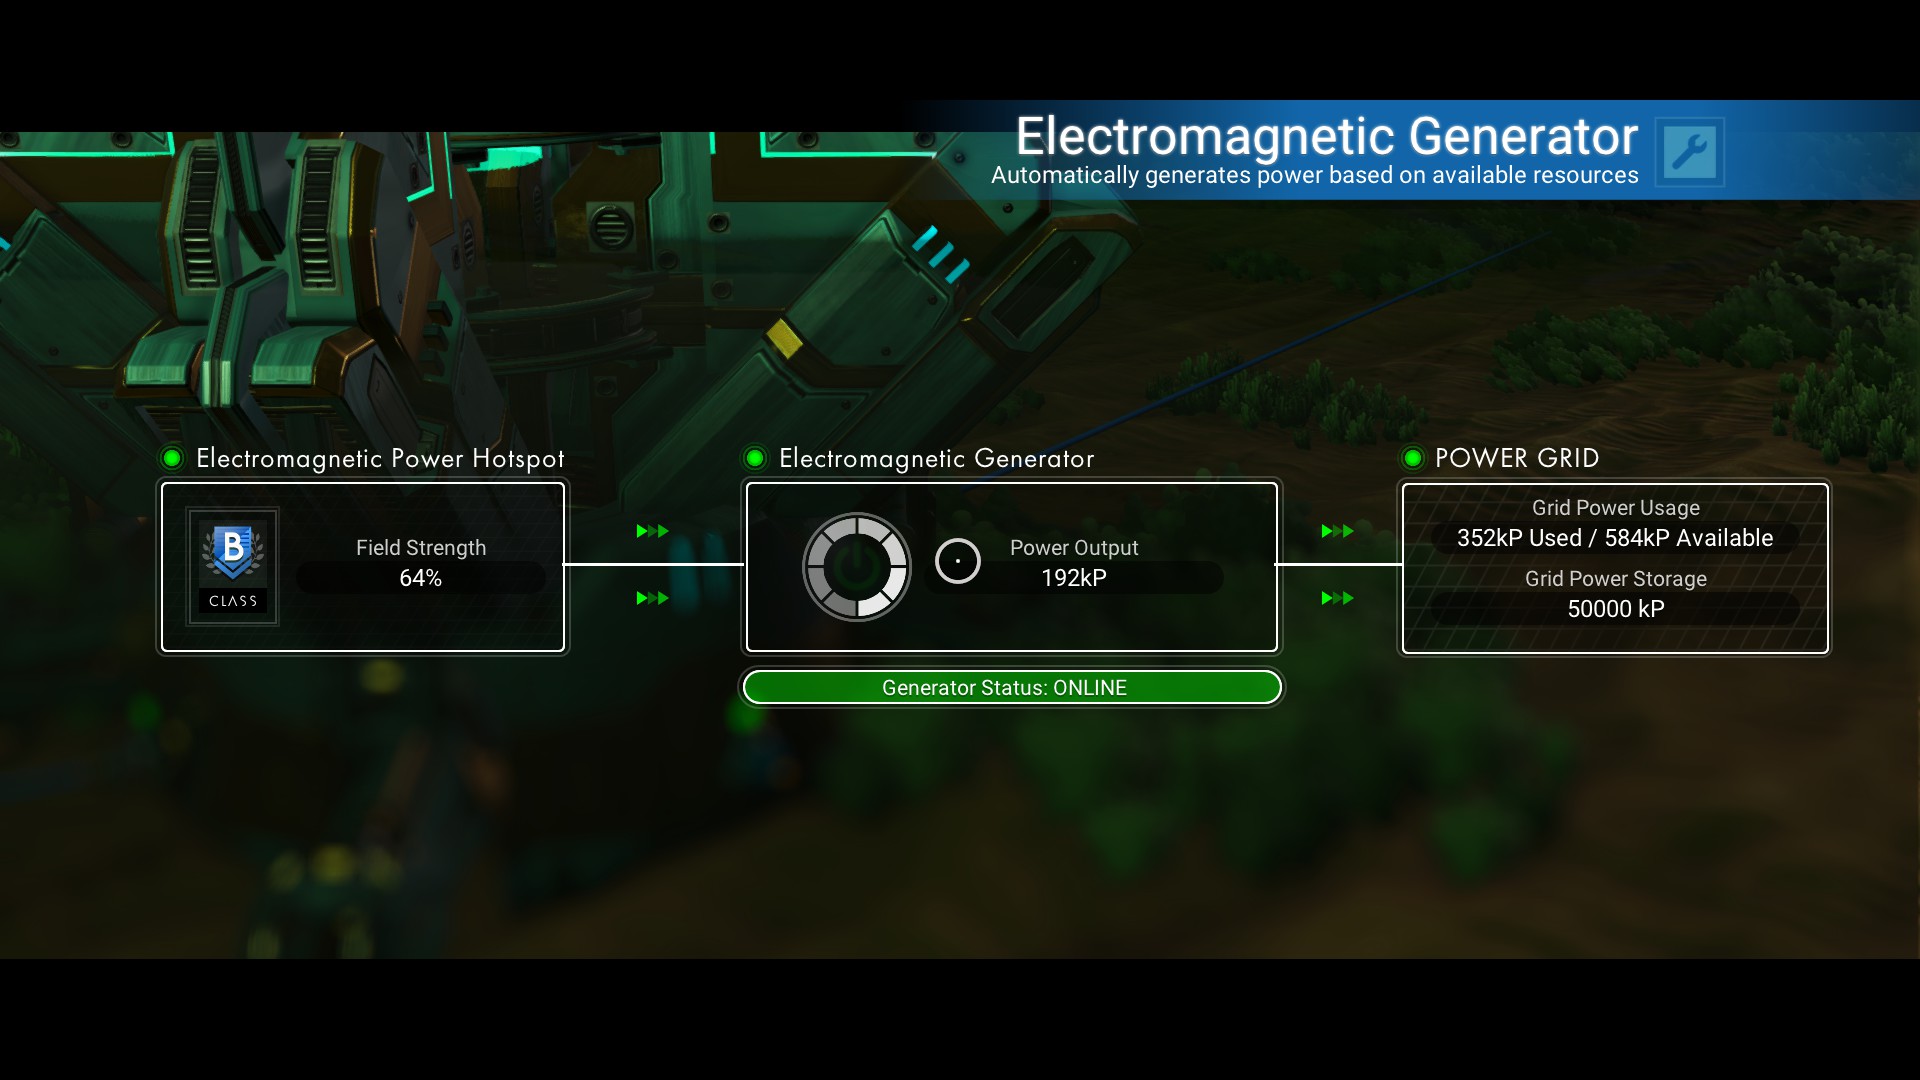 Electromagnetic Generator
Automatically generates power based on available resources
Electromagnetic Power Hotspot
B
CLASS
Field Strength
64%
Electromagnetic Generator
Power Output
192kP
Generator Status: ONLINE
POWER GRID
Grid Power Usage
352kP Used / 584kP Available
Grid Power Storage
50000 kP